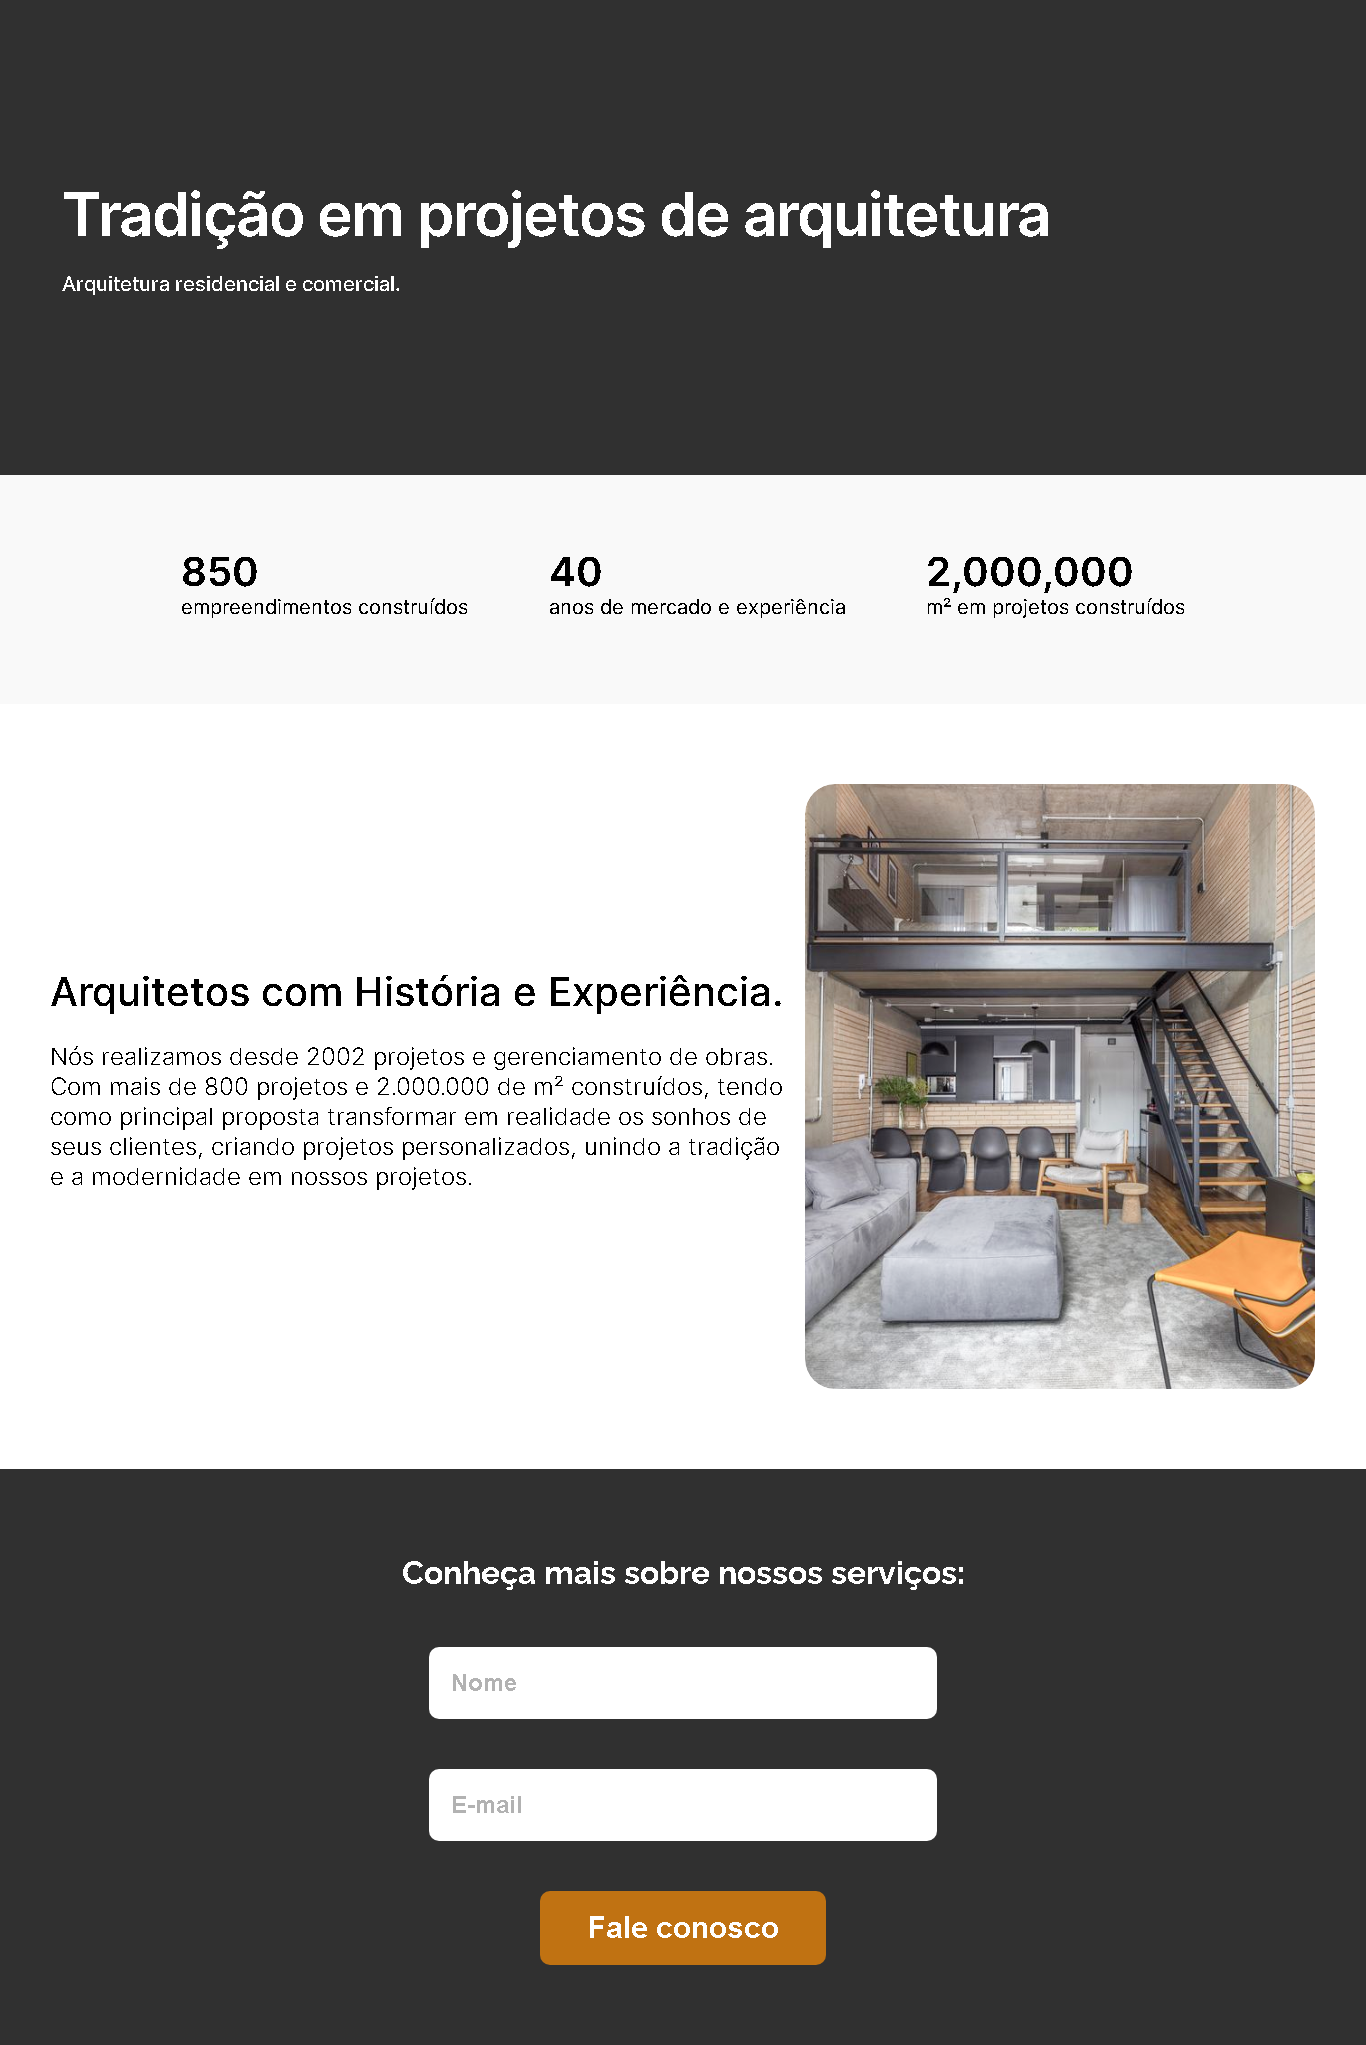 Tradição em projetos de arquitetura
Arquitetura residencial e comercial.
850
empreendimentos construídos
40
anos de mercado e experiência
2,000,000
m² em projetos construídos
Arquitetos com História e Experiência.
Nós realizamos desde 2002 projetos e gerenciamento de obras.
Com mais de 800 projetos e 2.000.000 de m² construídos, tendo
como principal proposta transformar em realidade os sonhos de
seus clientes, criando projetos personalizados, unindo a tradição
e a modernidade em nossos projetos.
Conheça mais sobre nossos serviços:
Nome
E-mail
Fale conosco